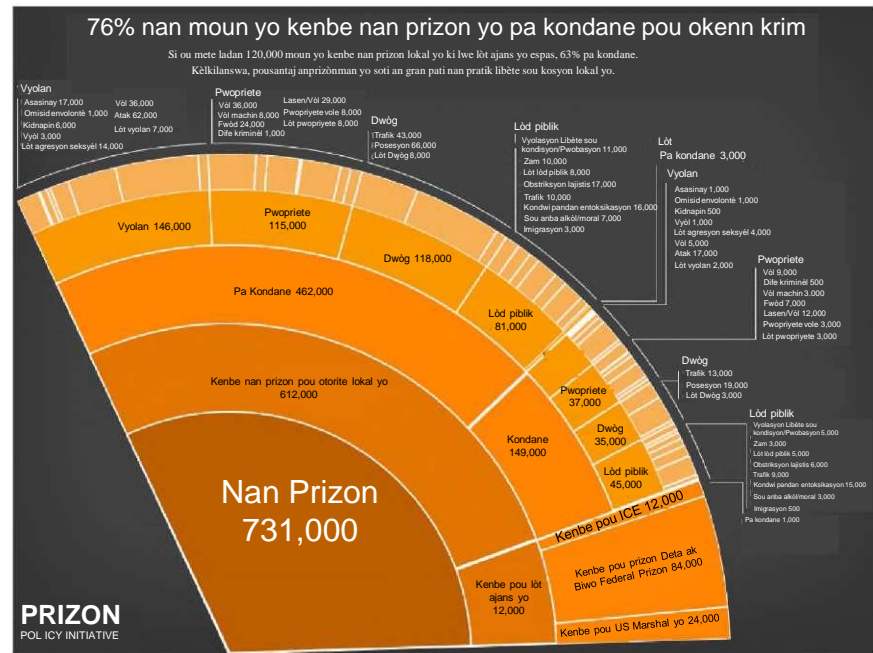 76% nan moun yo kenbe nan prizon yo pa kondane pou okenn krim
Si ou mete ladan 120,000 moun yo kenbe nan prizon lokal yo ki lwe lòt ajans yo espas, 63% pa kondane.
Kèlkilanswa, pousantaj anprizònman yo soti an gran pati nan pratik libète sou kosyon lokal yo.
Vyolan
Asasinay 17,000
Omisid envolontè 1,000
Kidnapin 6,000
Vyòl 3,000
Lòt agresyon seksyèl 14,000
Vòl 36,000
Atak 62,000
Lòt vyolan 7,000
Pwopriete
Vòl 36,000
Vòl machin 8,000
Fwòd 24,000
Dife kriminèl 1,000
Lasen/Vòl 29,000
Pwopriyete vole 8,000
Lòt pwopriete 8,000
Dwòg
Trafik 43,000
Posesyon 66,000
Lòt Dwòg 8,000
Lòd piblik
Vyolasyon Libète sou
kondisyon/Pwobasyon 11,000
Zam 10,000
Lòt lòd piblik 8,000
Obstriksyon lajistis 17,000
Trafik 10,000
Kondwi pandan entoksikasyon 16,000
Sou anba alkòl/moral 7,000
Imigrasyon 3,000
Lòt
Pa kondane 3,000
Vyolan
Asasinay 1,000
Omisid envolontè 1,000
Kidnapin 500
Vyòl 1,000
Lòt agresyon seksyèl 4,000
Vòl 5,000
Atak 17,000
Lòt vyolan 2,000
Pwopriete
Vòl 9,000
Dife kriminèl 500
Vòl machin 3.000
Fwòd 7,000
Lasen/Vòl 12,000
Pwopriyete vole 3,000
Lòt pwopriete 3,000
Dwòg
Trafik 13,000
Posesyon 19,000
Lòt Dwòg 3,000
Lòd piblik
Vyolasyon Libète sou
kondisyon/Pwobasyon 5,000
Zam 3,000
Lòt lòd piblik 5,000
Obstriksyon lajistis 6,000
Trafik 9,000
Kondwi pandan entoksikasyon 15,000
Sou anba alkòl/moral 3,000
Imigrasyon 500
Pa kondane 1,000
Vyolan 146,000
Pwopriete
115,000
Dwòg 118,000
Lòd piblik
81,000
Pa Kondane 462,000
Pwopriete
37,000
Dwòg
35,000
Lòd piblik
45,000
Kondane
149,000
Kenbe nan prizon pou otorite lokal yo
612,000
Nan Prizon
731,000
Kenbe pou ICE 12,000
Kenbe pou prizon Deta ak
Biwo Federal Prizon 84,000
Kenbe pou lòt
ajans yo
12,000
Kenbe pou US Marshal yo 24,000
PRIZON
POL ICY INITIATIVE